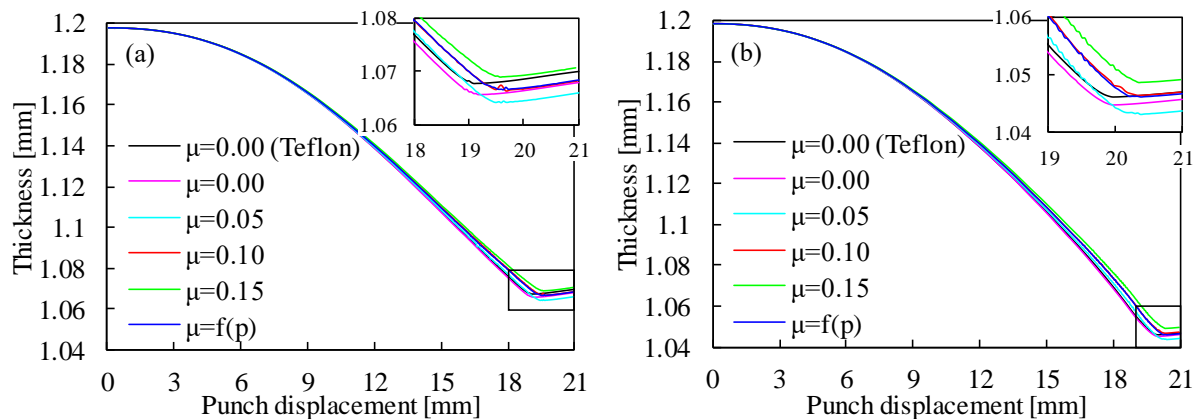 (a)
Thickness [mm]
1.2
1.18
1.16
1.14
1.12
1.1
1.08
1.06
1.04
0 3 6 9 12 15 18 21
Punch displacement [mm]
μ=0.00 (Teflon)
μ=0.00
μ=0.05
μ=0.10
μ=0.15
μ=f(p)
1.08
1.07
1.06
18 19 20 21
(b)
Thickness [mm]
1.2
1.18
1.16
1.14
1.12
1.1
1.08
1.06
1.04
0 3 6 9 12 15 18 21
Punch displacement [mm]
μ=0.00 (Teflon)
μ=0.00
μ=0.05
μ=0.10
μ=0.15
μ=f(p)
1.06
1.05
1.04
19 20 21